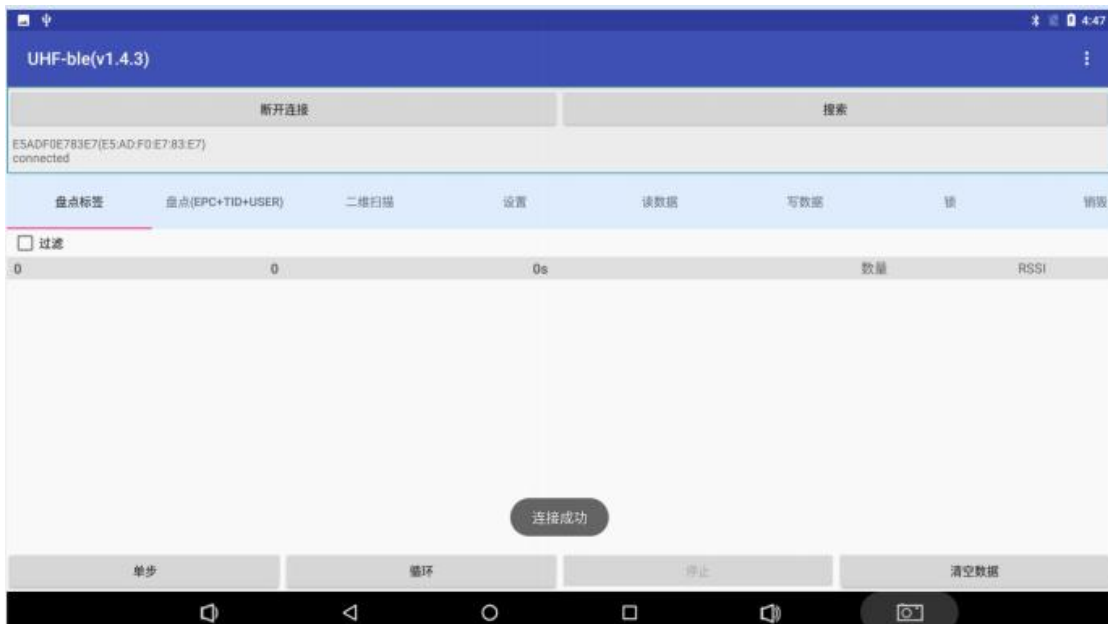 4:47
UHF-ble(v1.4.3)
断开连接 搜索
E5ADF0E783E7(E5:AD:F0:E7:83:E7)
connected
盘点标签 盘点(EPC+TID+USER) 二维扫描 设置 读数据 写数据 锁 销毁
过滤
0 0 0s 数量 RSSI
连接成功
单步 循环 停止 清空数据